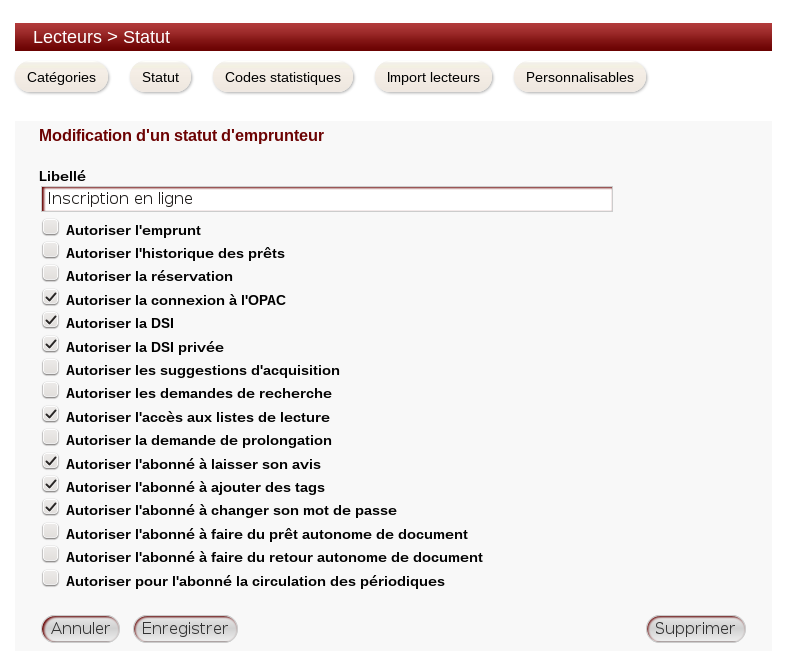 Lecteurs > Statut
Catégories Statut Codes statistiques Import lecteurs Personnalisables
Modification d'un statut d'emprunteur
Libellé
Inscription en ligne
Autoriser l'emprunt
Autoriser l'historique des prêts
Autoriser la réservation
Autoriser la connexion à l'OPAC
Autoriser la DSI
Autoriser la DSI privée
Autoriser les suggestions d'acquisition
Autoriser les demandes de recherche
Autoriser l'accès aux listes de lecture
Autoriser la demande de prolongation
Autoriser l'abonné à laisser son avis
Autoriser l'abonné à ajouter des tags
Autoriser l'abonné à changer son mot de passe
Autoriser l'abonné à faire du prêt autonome de document
Autoriser l'abonné à faire du retour autonome de document
Autoriser pour l'abonné la circulation des périodiques
Annuler Enregistrer Supprimer